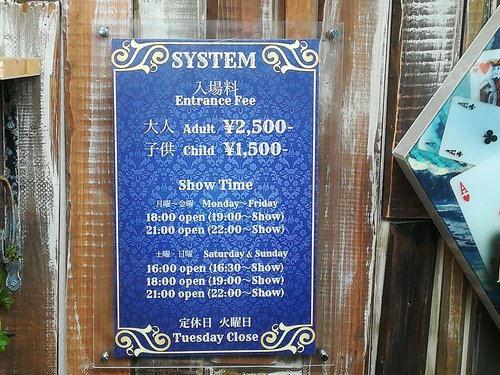 SYSTEM
入場料
Entrance Fee
大人 Adult ¥2,500-
子供 Child ¥1,500-
Show Time
月曜～金曜 Monday~Friday
18:00 open (19:00~Show)
21:00 open (22:00~Show)
土曜・日曜 Saturday & Sunday
16:00 open (16:30~Show)
18:00 open (19:00~Show)
21:00 open (22:00~Show)
定休日 火曜日
Tuesday Close
A
A